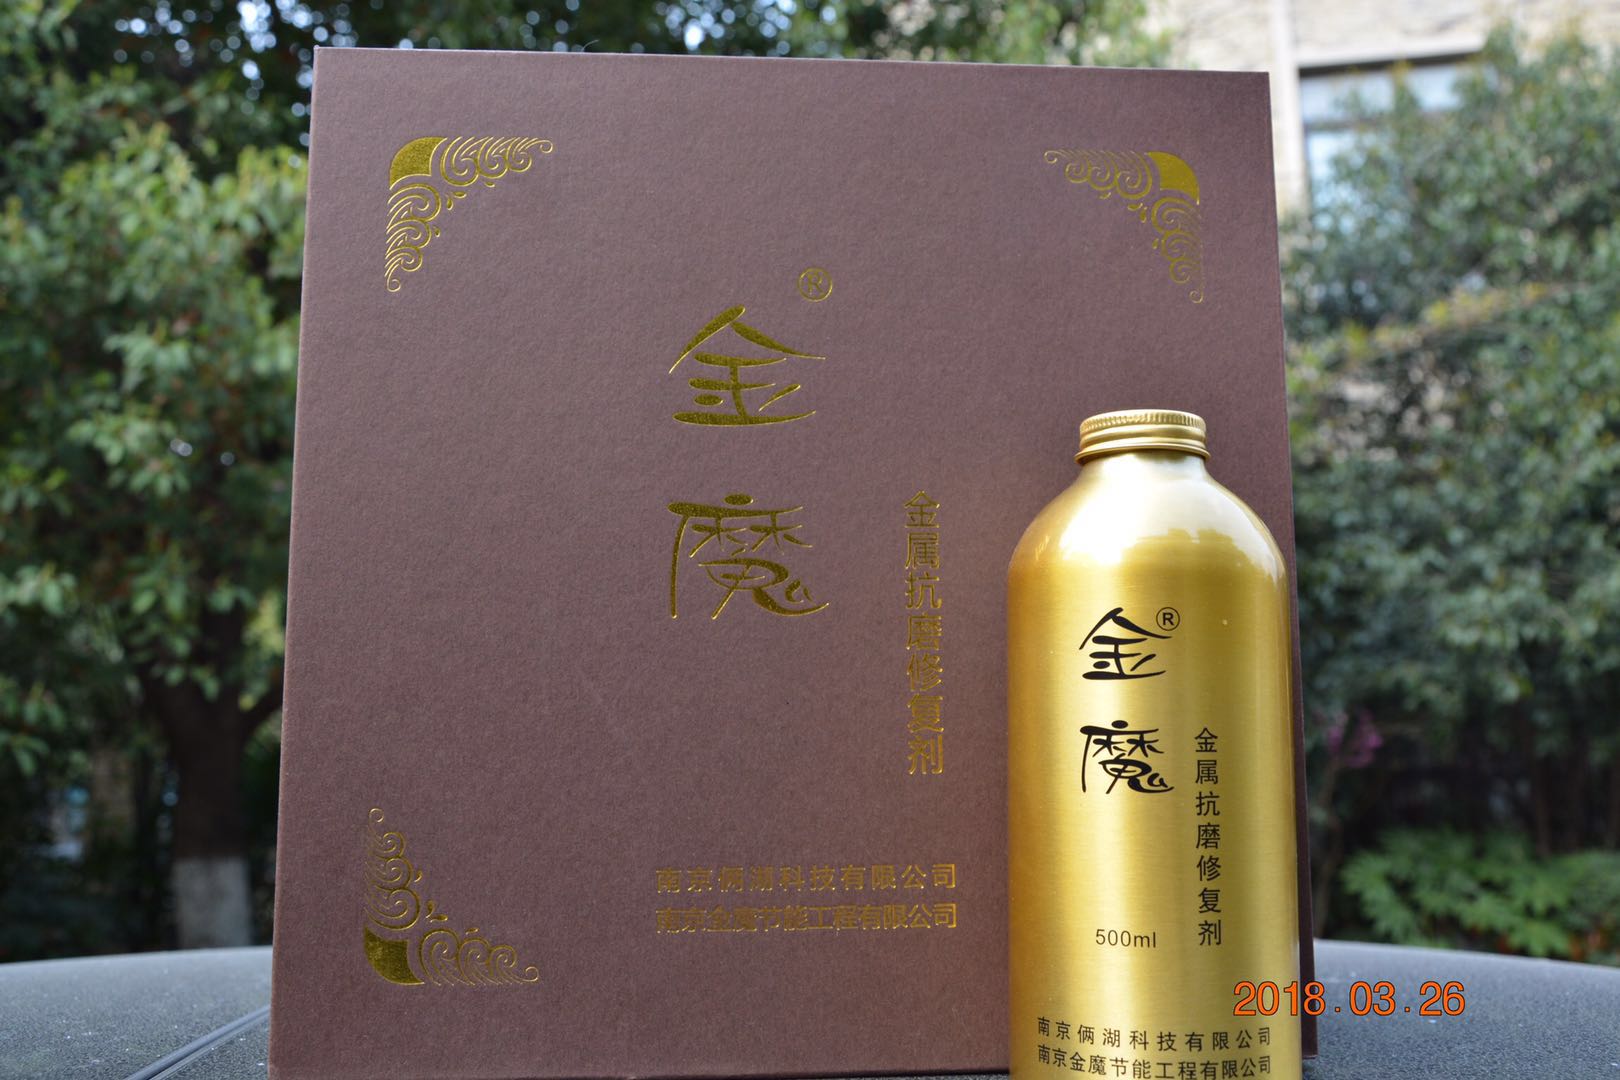 ®
金魔
金属抗磨修复剂
南京俩湖科技有限公司
南京金魔节能工程有限公司
®
金魔
金属抗磨修复剂
500ml
南京俩湖科技有限公司
南京金魔节能工程有限公司
2018.03.26